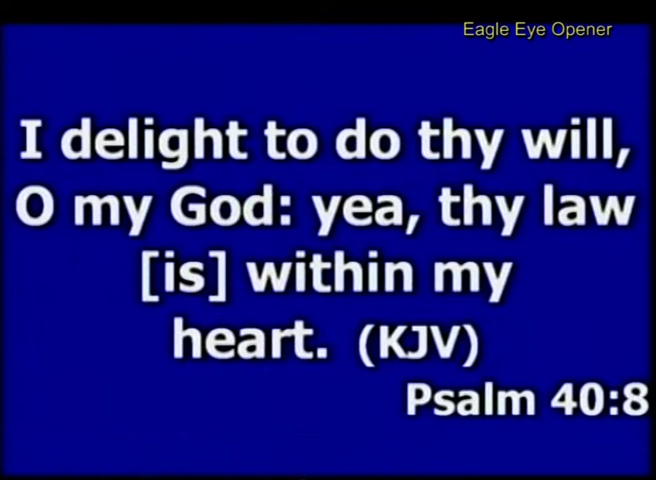 Eagle Eye Opener
I delight to do thy will,
O my God: yea, thy law
[is] within my
heart. (KJV)
Psalm 40:8